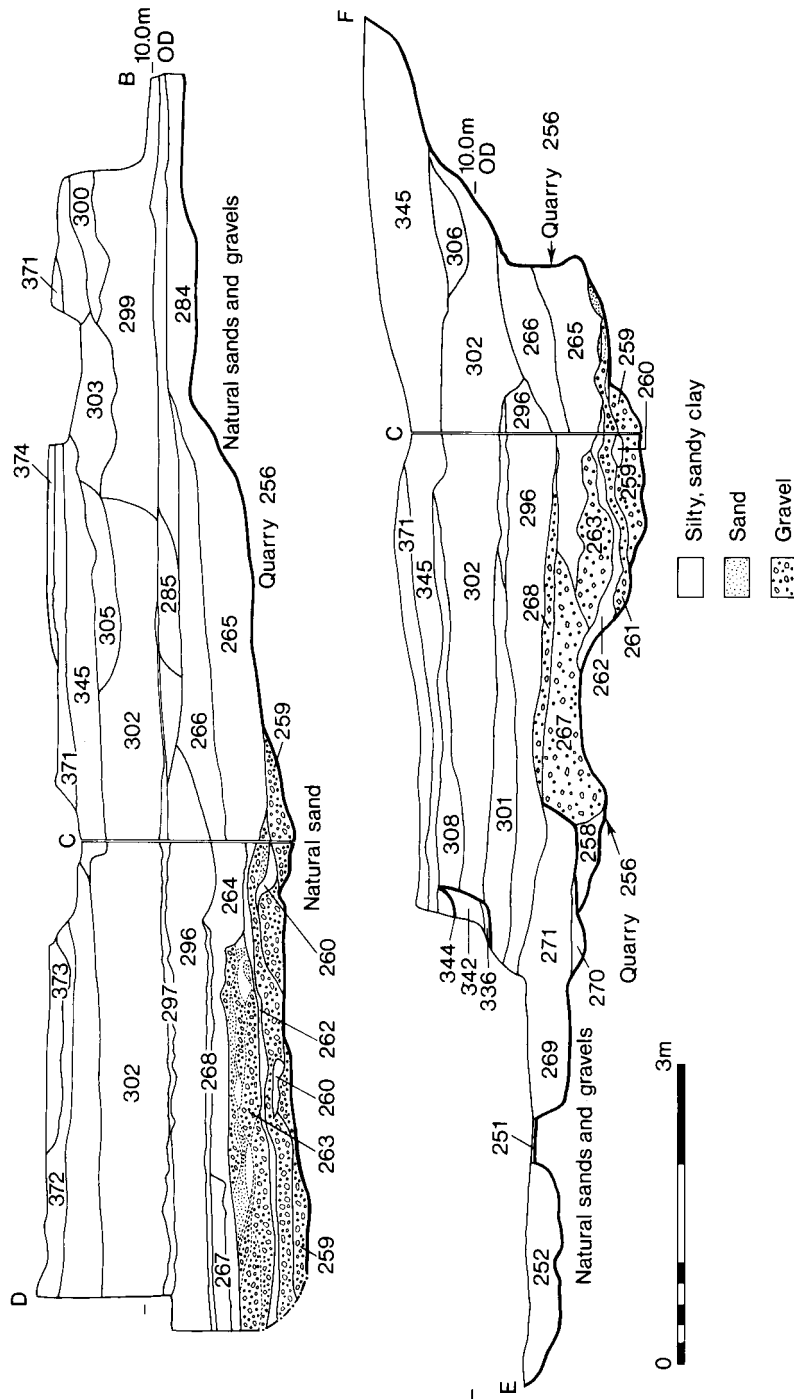 D
C
B
10.0m
OD
372
373
371
374
371
300
345
303
305
302
302
299
297
285
284
296
266
268
264
265
267
Natural sands and gravels
Quarry 256
259
Natural sand
260
262
260
263
259
F
345
10.0m
OD
306
C
371
345
302
308
302
344
342
336
301
296
296
266
Quarry 256
265
268
271
263
259
259
260
267
258
262
261
270
269
256
Quarry
251
252
E
Natural sands and gravels
Silty, sandy clay
Sand
Gravel
0
3m